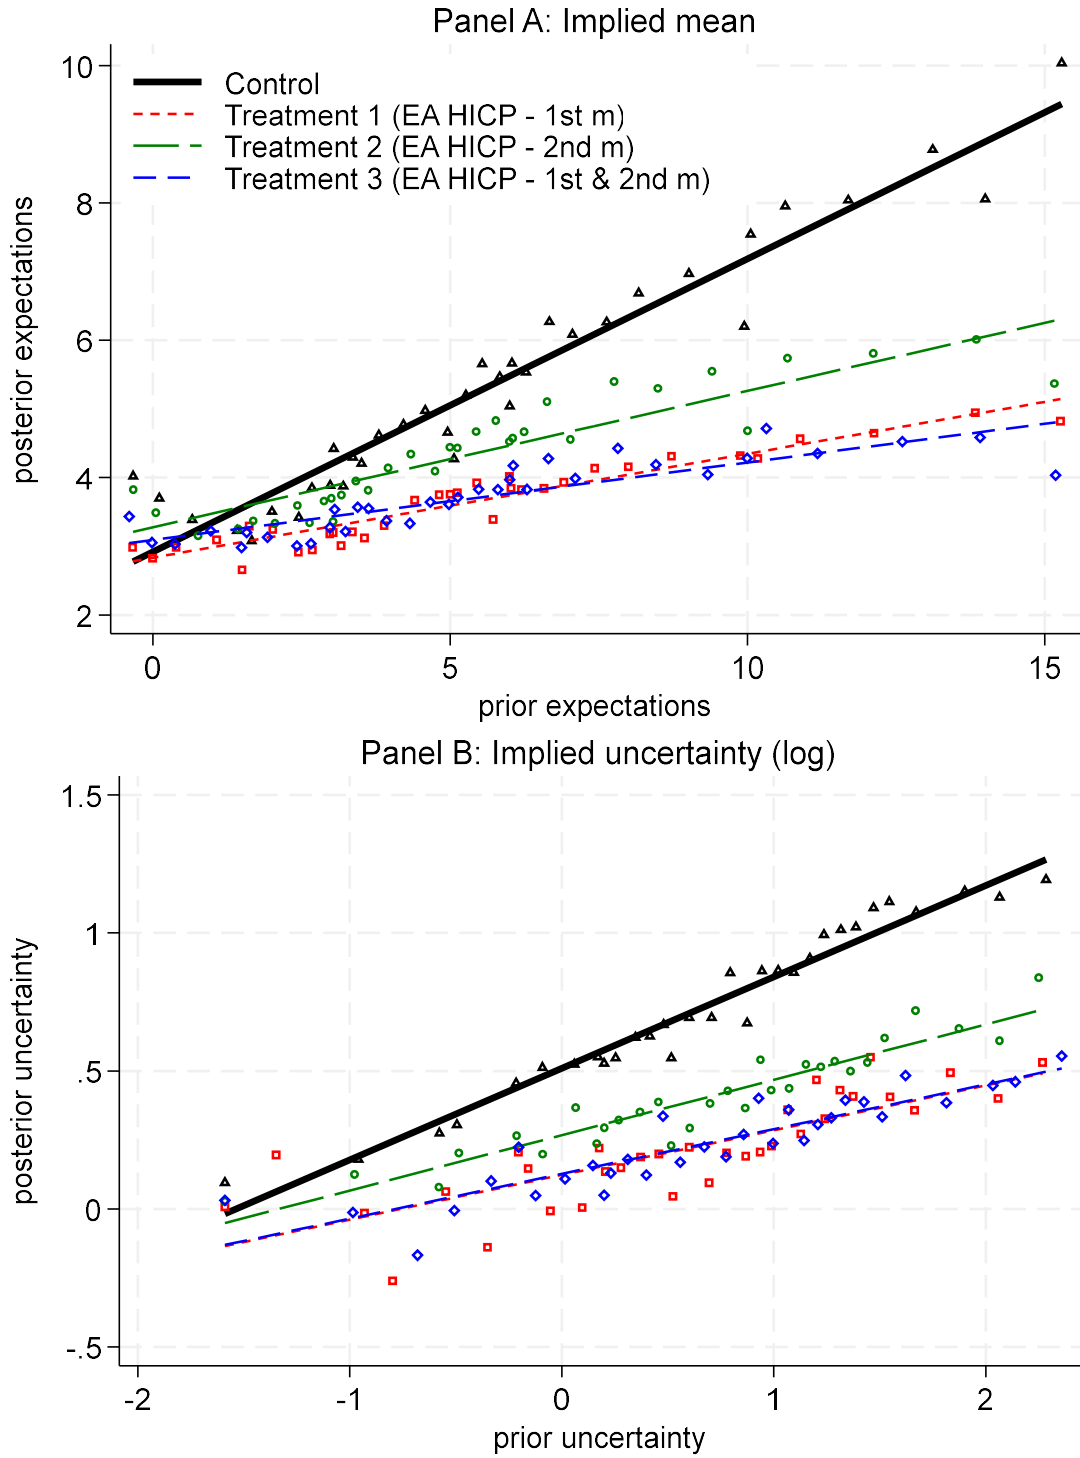 Panel A: Implied mean
10
8
6
4
2
posterior expectations
Control
Treatment 1 (EA HICP - 1st m)
Treatment 2 (EA HICP - 2nd m)
Treatment 3 (EA HICP - 1st & 2nd m)
0 5 10 15
prior expectations
Panel B: Implied uncertainty (log)
1.5
1
.5
0
-.5
posterior uncertainty
-2 -1 0 1 2
prior uncertainty